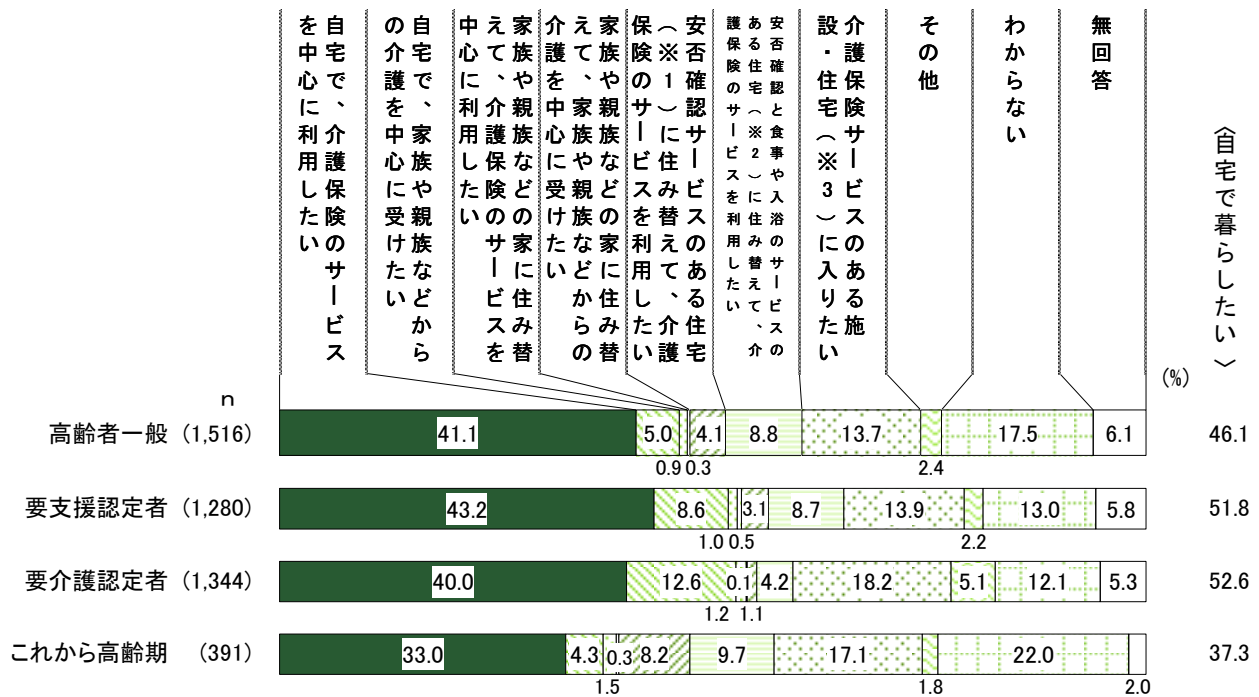 自宅で、介護保険のサービス
を中心に利用したい
自宅で、家族や親族などから
の介護を中心に受けたい
家族や親族などの家に住み替
えて、介護保険のサービスを
中心に利用したい
家族や親族などの家に住み替
えて、家族や親族などからの
介護を中心に受けたい
安否確認サービスのある住宅
（※1）に住み替えて、介護
保険のサービスを利用したい
安否確認と食事や入浴のサービスの
ある住宅（※2）に住み替えて、介
護保険のサービスを利用したい
介護保険サービスのある施
設・住宅（※3）に入りたい
その他
わからない
無回答
〈自宅で暮らしたい〉
(%)
n
高齢者一般 (1,516) 41.1 5.0 4.1 8.8 13.7 17.5 6.1 46.1
0.9 0.3 2.4
要支援認定者 (1,280) 43.2 8.6 3.1 8.7 13.9 13.0 5.8 51.8
1.0 0.5 2.2
要介護認定者 (1,344) 40.0 12.6 0.1 4.2 18.2 5.1 12.1 5.3 52.6
1.2 1.1
これから高齢期 (391) 33.0 4.3 0.3 8.2 9.7 17.1 22.0 37.3
1.5 1.8 2.0